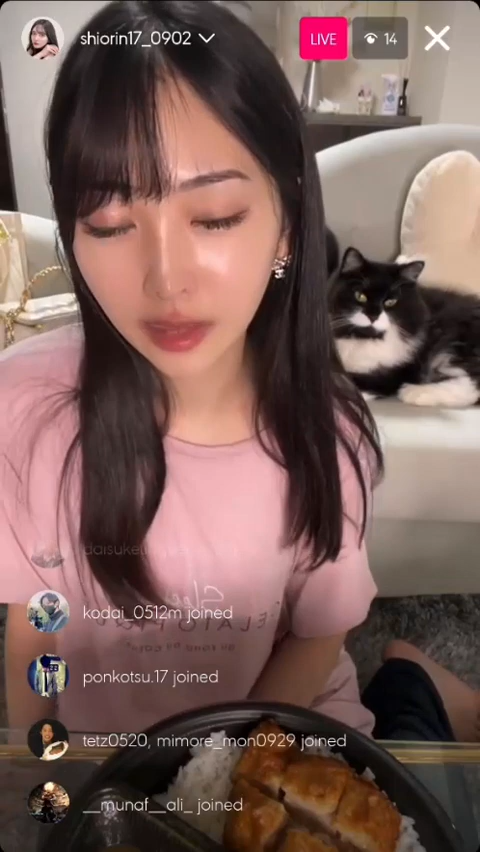 shiorin17_0902
LIVE
14
kodai_0512m joined
ponkotsu.17 joined
tetz0520, mimore_mon0929 joined
__munaf__ali_ joined